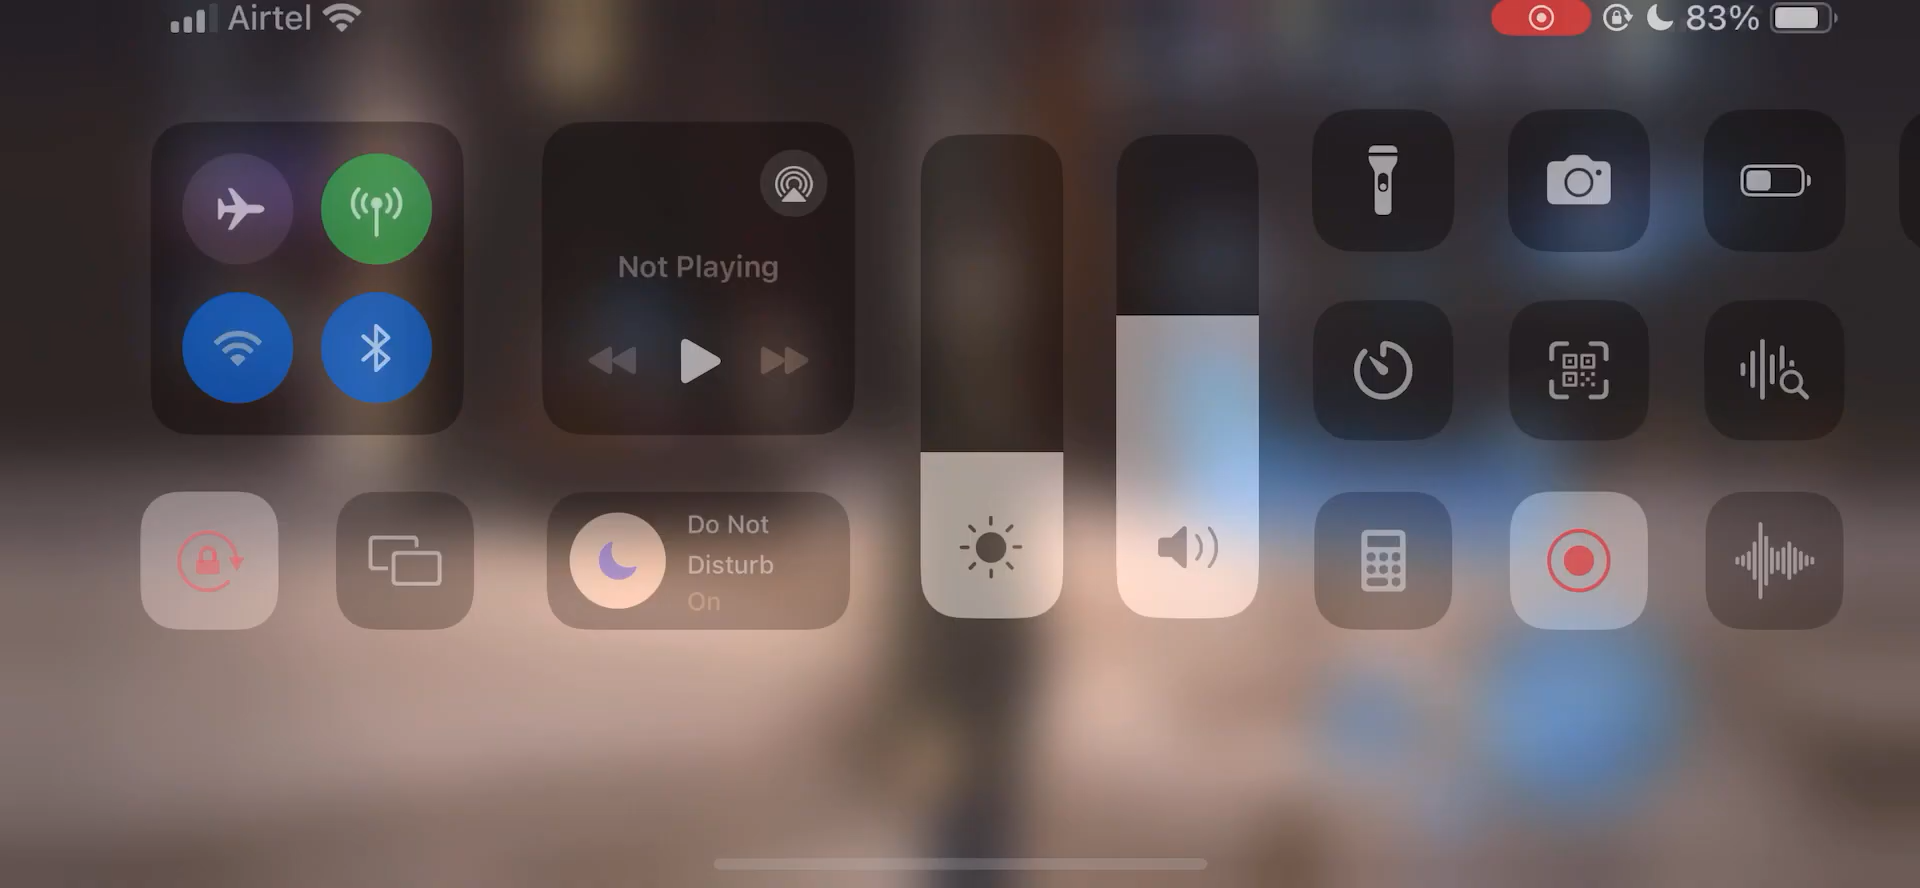 Airtel
83%
Not Playing
Do Not
Disturb
On